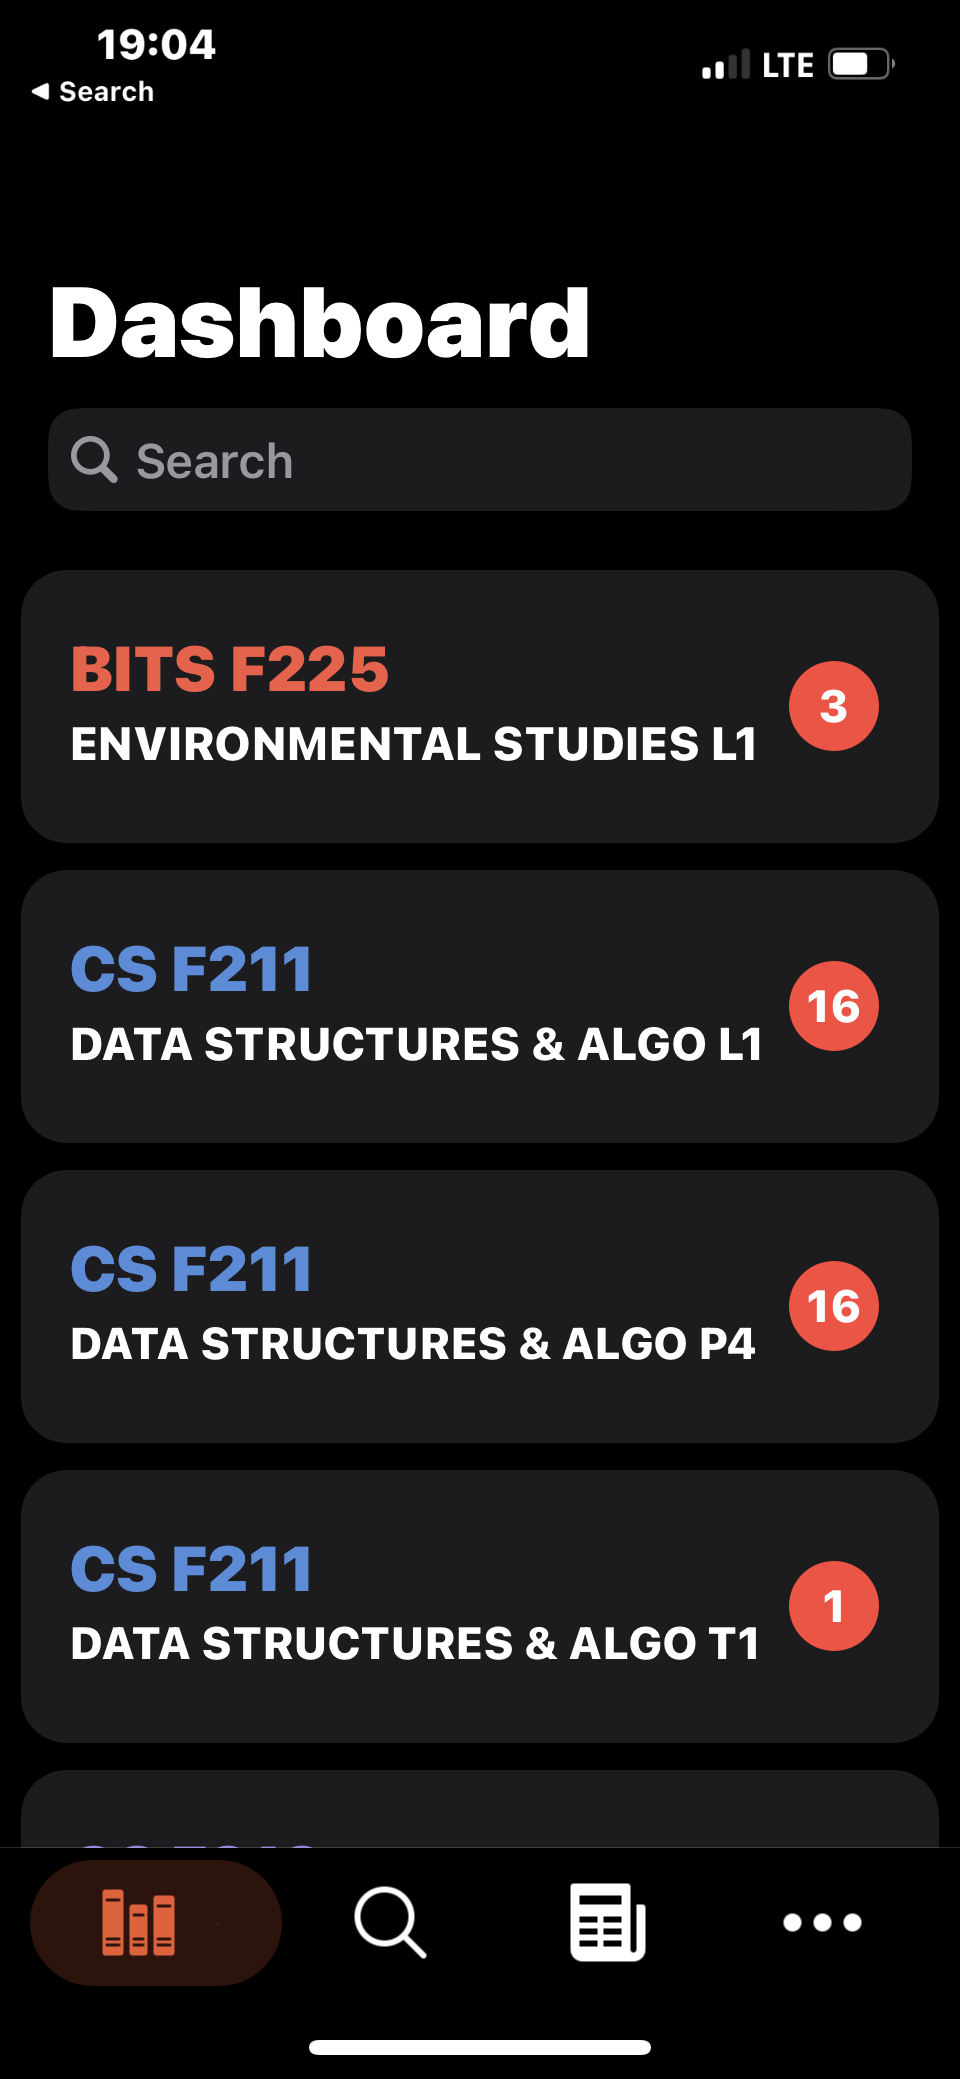 19:04
LTE
◀ Search
Dashboard
Search
BITS F225
ENVIRONMENTAL STUDIES L1
3
CS F211
DATA STRUCTURES & ALGO L1
16
CS F211
DATA STRUCTURES & ALGO P4
16
CS F211
DATA STRUCTURES & ALGO T1
1